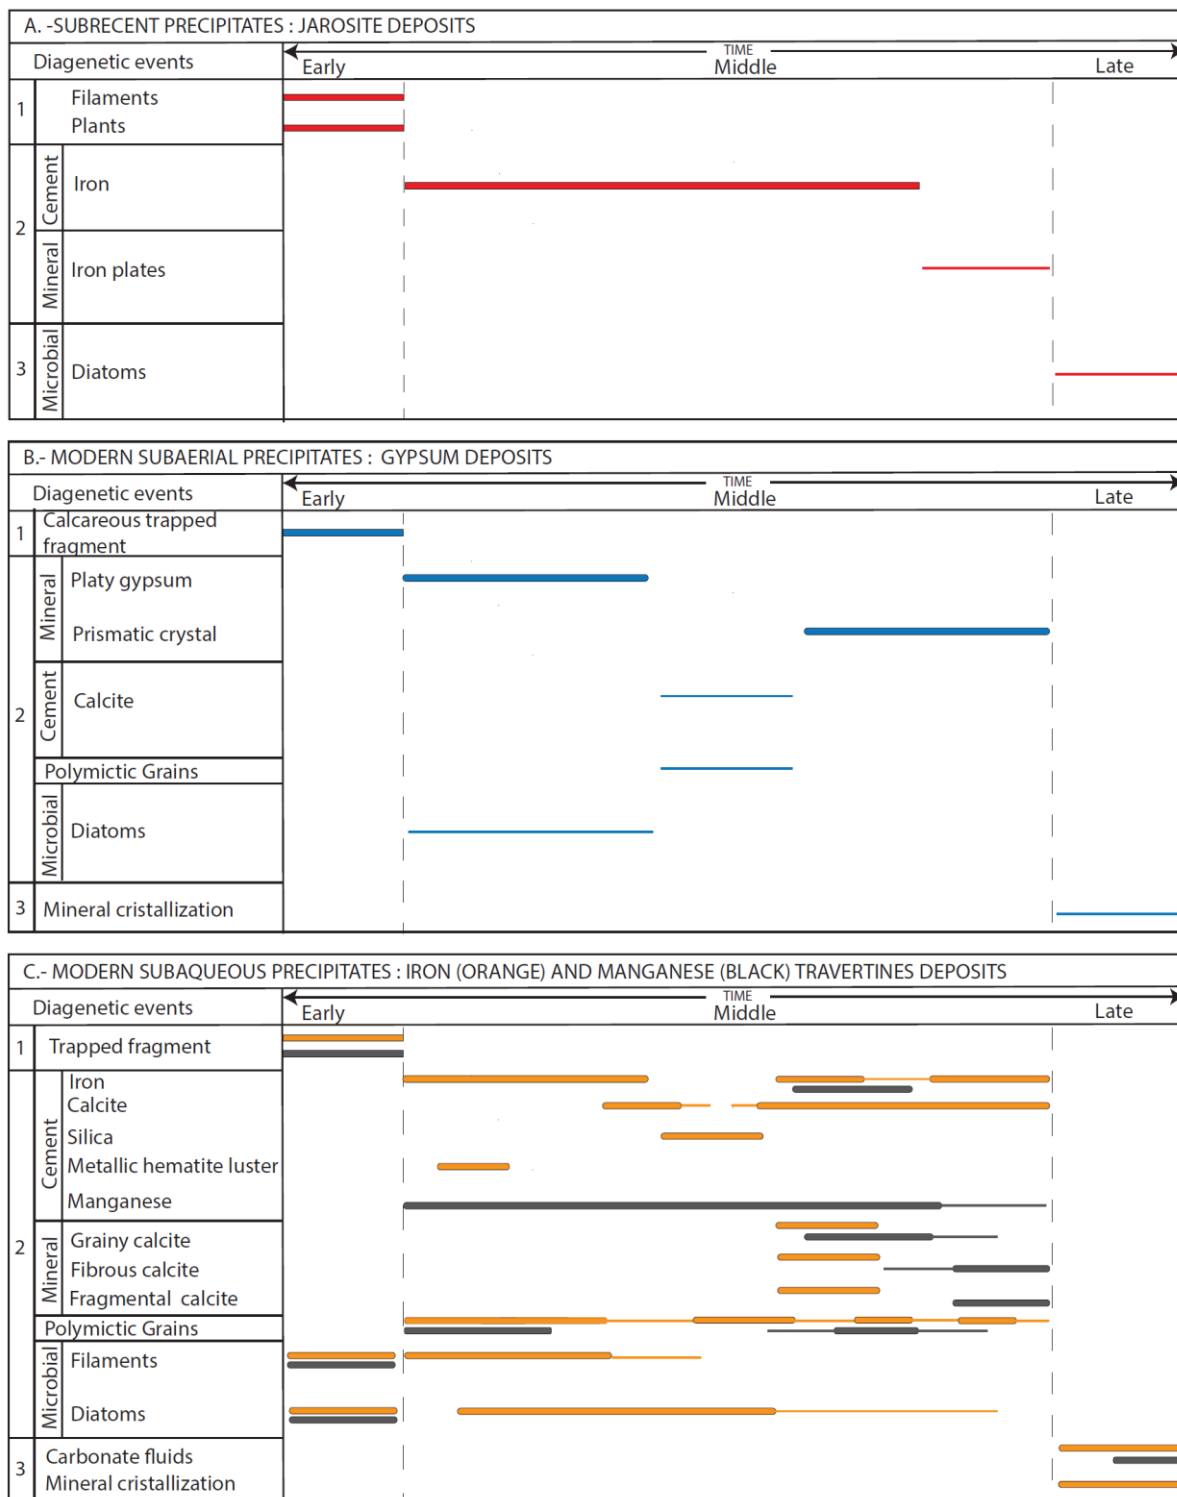 A. -SUBRECENT PRECIPITATES : JAROSITE DEPOSITS
Diagenetic events
TIME
Early
Middle
Late
1
Filaments
Plants
2
Cement
Iron
Mineral
Iron plates
3
Microbial
Diatoms
B.- MODERN SUBAERIAL PRECIPITATES : GYPSUM DEPOSITS
Diagenetic events
TIME
Early
Middle
Late
1
Calcareous trapped
fragment
2
Mineral
Platy gypsum
Prismatic crystal
Cement
Calcite
Polymictic Grains
Microbial
Diatoms
3
Mineral cristallization
C.- MODERN SUBAQUEOUS PRECIPITATES : IRON (ORANGE) AND MANGANESE (BLACK) TRAVERTINES DEPOSITS
Diagenetic events
TIME
Early
Middle
Late
1
Trapped fragment
2
Cement
Iron
Calcite
Silica
Metallic hematite luster
Manganese
Mineral
Grainy calcite
Fibrous calcite
Fragmental calcite
Polymictic Grains
Microbial
Filaments
Diatoms
3
Carbonate fluids
Mineral cristallization